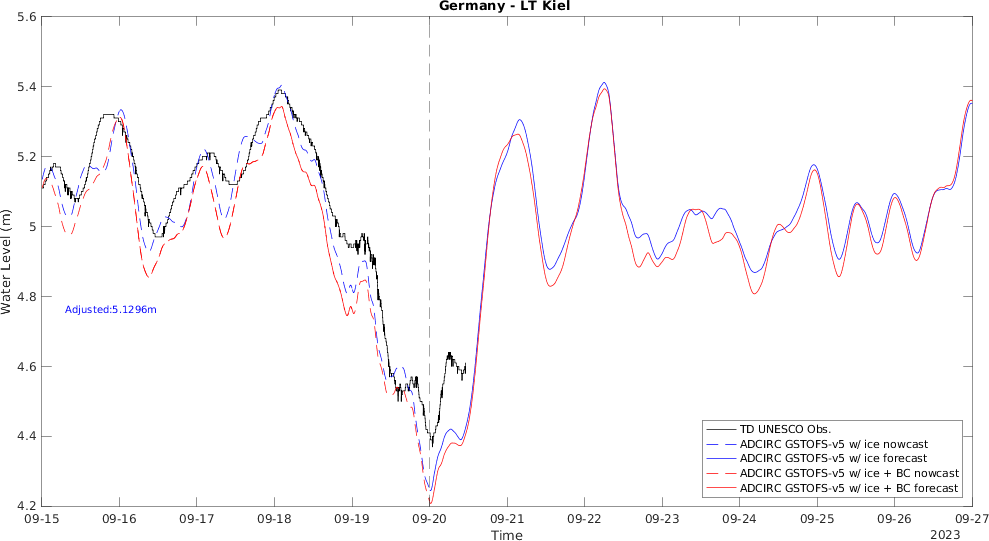 Germany - LT Kiel
5.6
5.4
5.2
5
4.8
4.6
4.4
4.2
Water Level (m)
Adjusted:5.1296m
TD UNESCO Obs.
ADCIRC GSTOFS-v5 w/ ice nowcast
ADCIRC GSTOFS-v5 w/ ice forecast
ADCIRC GSTOFS-v5 w/ ice + BC nowcast
ADCIRC GSTOFS-v5 w/ ice + BC forecast
09-15 09-16 09-17 09-18 09-19 09-20 09-21 09-22 09-23 09-24 09-25 09-26 09-27
Time
2023